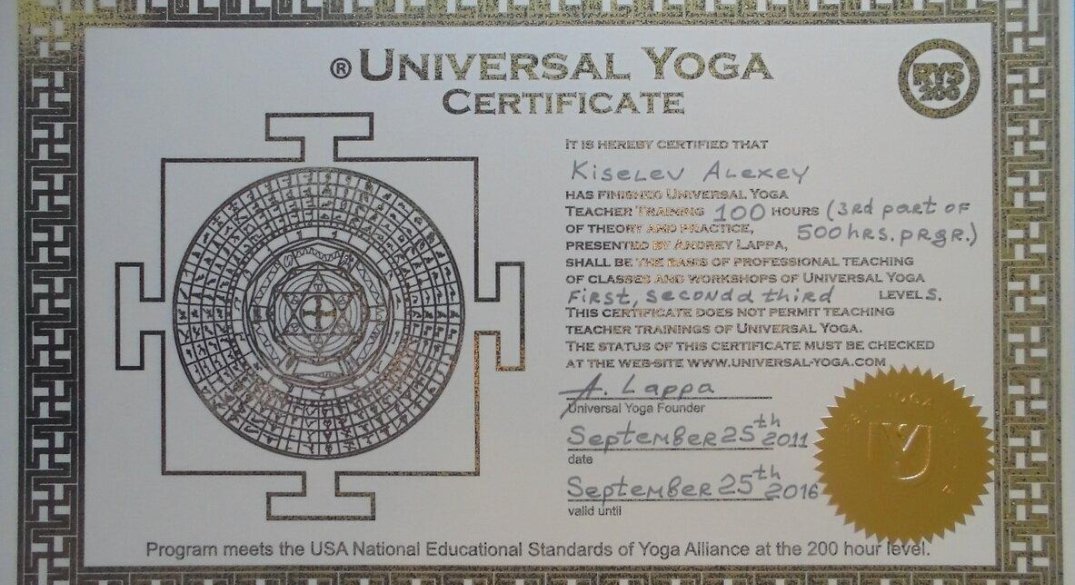 ® UNIVERSAL YOGA
CERTIFICATE
RYS
200
IT IS HEREBY CERTIFIED THAT
Kiselev Alexey
HAS FINISHED UNIVERSAL YOGA
TEACHER TRAINING 100 HOURS (3rd part of
OF THEORY AND PRACTICE, 500 hrs. prgr.)
PRESENTED BY ANDREY LAPPA,
SHALL BE THE BASIS OF PROFESSIONAL TEACHING
OF CLASSES AND WORKSHOPS OF UNIVERSAL YOGA
First, second a third LEVELS.
THIS CERTIFICATE DOES NOT PERMIT TEACHING
TEACHER TRAININGS OF UNIVERSAL YOGA.
THE STATUS OF THIS CERTIFICATE MUST BE CHECKED
AT THE WEB-SITE WWW.UNIVERSAL-YOGA.COM
A. Lappa
Universal Yoga Founder
September 25th 2011
date
September 25th 2016
valid until
Program meets the USA National Educational Standards of Yoga Alliance at the 200 hour level.